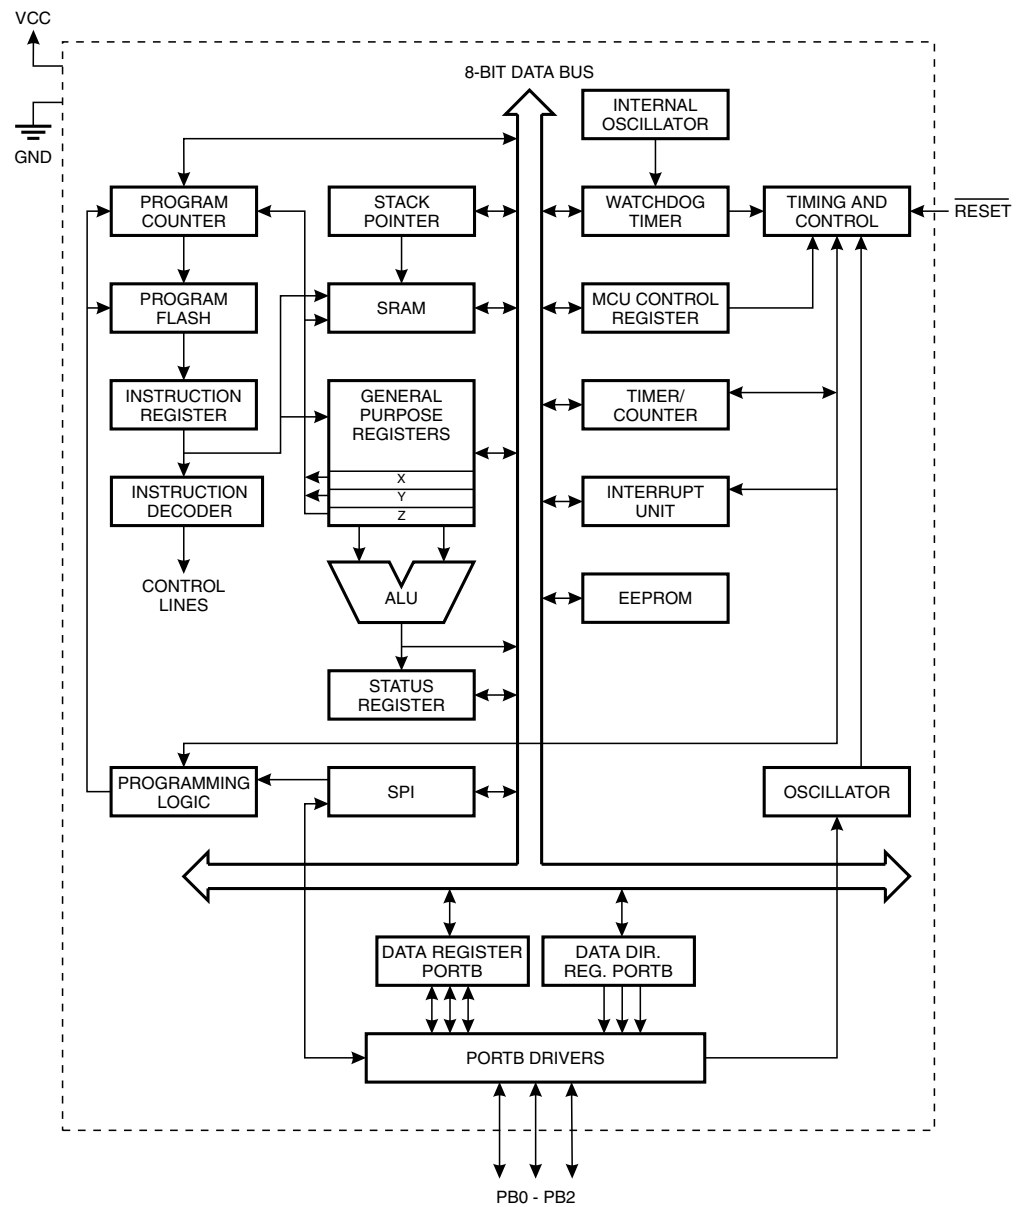 VCC
8-BIT DATA BUS
INTERNAL
OSCILLATOR
GND
PROGRAM
COUNTER
STACK
POINTER
WATCHDOG
TIMER
TIMING AND
CONTROL
RESET
PROGRAM
FLASH
SRAM
MCU CONTROL
REGISTER
INSTRUCTION
REGISTER
GENERAL
PURPOSE
REGISTERS
X
Y
Z
TIMER/
COUNTER
INSTRUCTION
DECODER
INTERRUPT
UNIT
CONTROL
LINES
ALU
EEPROM
STATUS
REGISTER
PROGRAMMING
LOGIC
SPI
OSCILLATOR
DATA REGISTER
PORTB
DATA DIR.
REG. PORTB
PORTB DRIVERS
PB0 - PB2